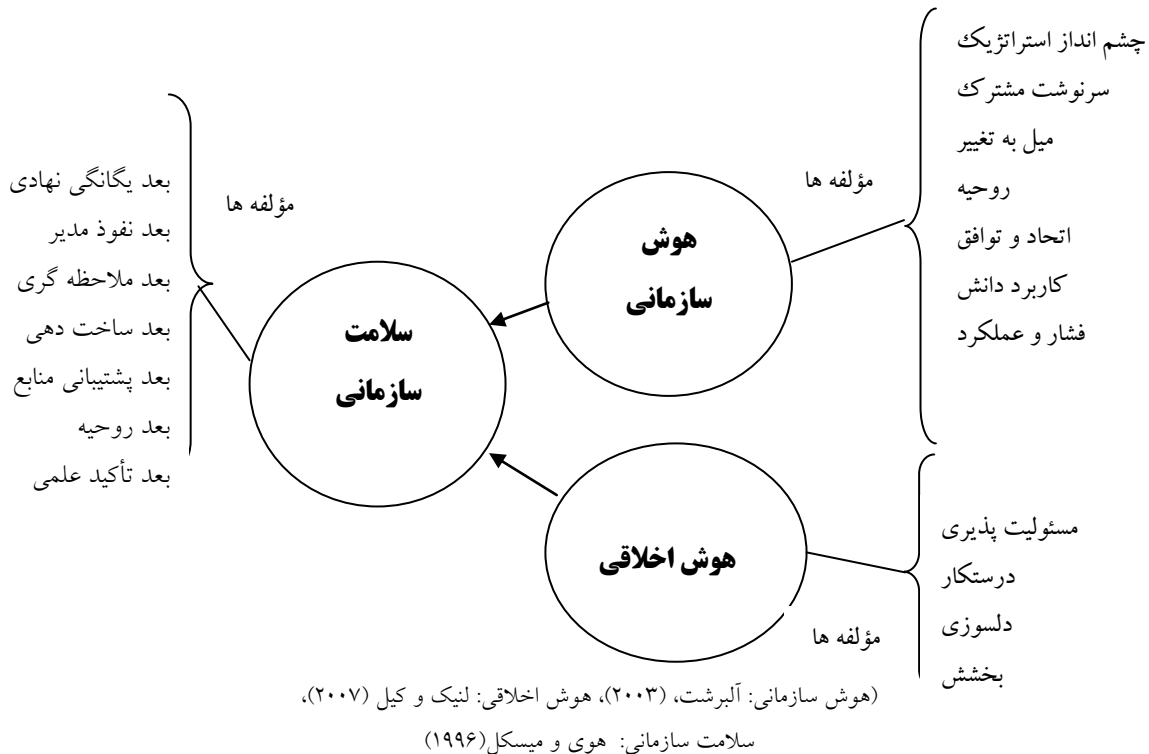 چشم انداز استراتژیک
سرنوشت مشترک
میل به تغییر
روحیه
اتحاد و توافق
کاربرد دانش
فشار و عملکرد
مؤلفه ها
هوش
سازمانی
مؤلفه ها
بعد یگانگی نهادی
بعد نفوذ مدیر
بعد ملاحظه گری
بعد ساخت دهی
بعد پشتیبانی منابع
بعد روحیه
بعد تأکید علمی
سلامت
سازمانی
مسئولیت پذیری
درستکار
دلسوزی
بخشش
مؤلفه ها
هوش اخلاقی
(هوش سازمانی: آلبرشت، (۲۰۰۳)، هوش اخلاقی: لنیک و کیل (۲۰۰۷)،
سلامت سازمانی: هوی و میسکل(۱۹۹۶)